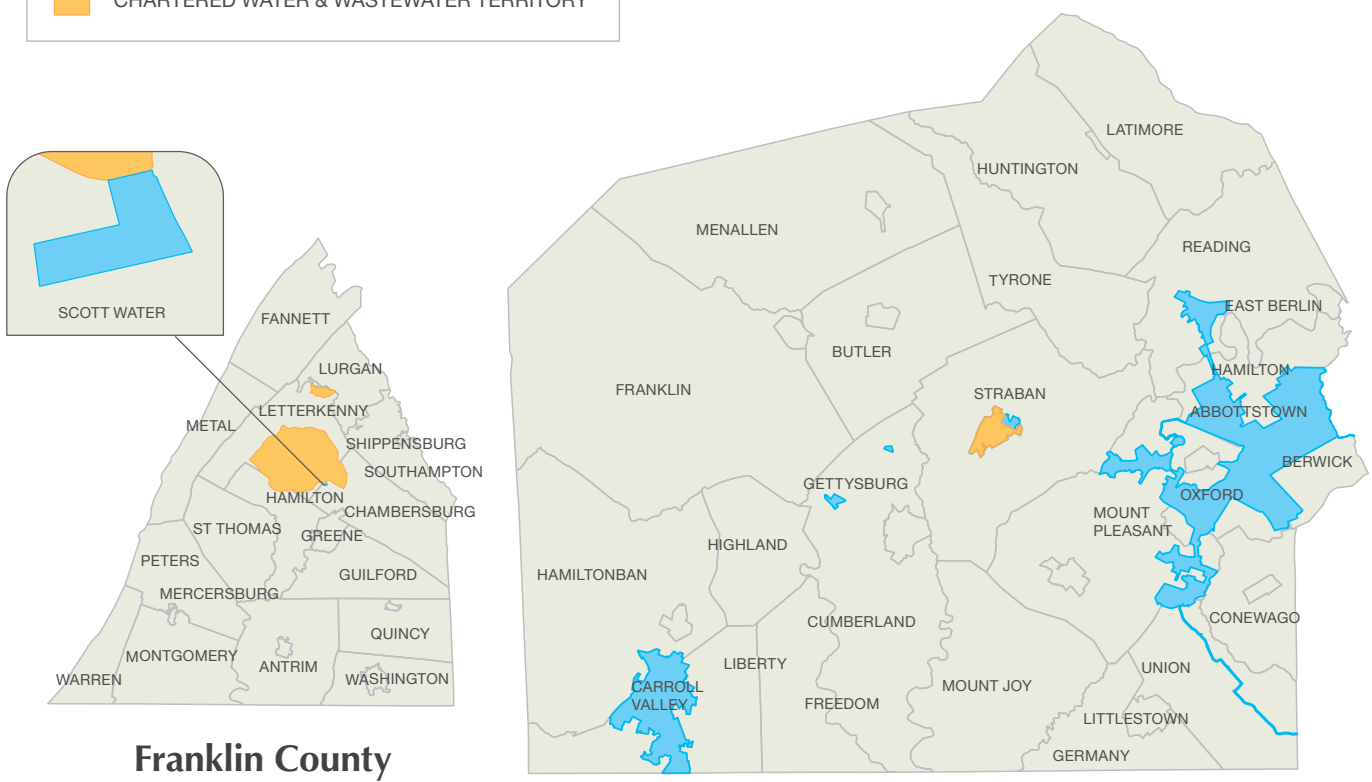 CHARTERED WATER & WASTEWATER TERRITORY
SCOTT WATER
FANNETT
LURGAN
LETTERKENNY
METAL
SHIPPENSBURG
SOUTHAMPTON
HAMILTON
CHAMBERSBURG
ST THOMAS
GREENE
PETERS
GUILFORD
MERCERSBURG
QUINCY
MONTGOMERY
ANTRIM
WARREN
WASHINGTON
Franklin County
LATIMORE
HUNTINGTON
MENALLEN
READING
TYRONE
EAST BERLIN
BUTLER
HAMILTON
FRANKLIN
STRABAN
ABBOTTSTOWN
BERWICK
GETTYSBURG
OXFORD
MOUNT
PLEASANT
HIGHLAND
HAMILTONBAN
CONEWAGO
CUMBERLAND
LIBERTY
UNION
CARROLL
VALLEY
MOUNT JOY
FREEDOM
LITTLESTOWN
GERMANY